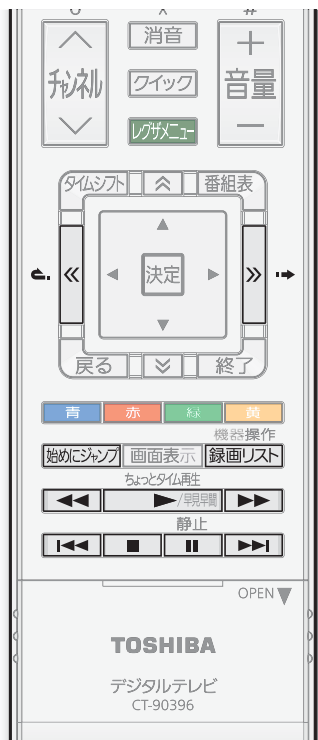 消音
チャンネル
クイック
音量
レグザメニュー
タイムシフト
番組表
決定
戻る
終了
青 赤 緑 黄
機器操作
始めにジャンプ 画面表示 録画リスト
ちょっとタイム再生
/早見早聞
静止
OPEN
TOSHIBA
デジタルテレビ
CT-90396